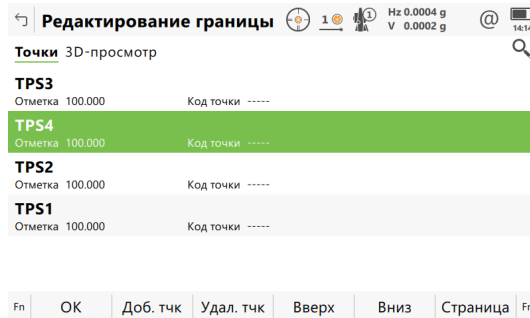 Редактирование границы 1 1 Hz 0.0004 g @
V 0.0002 g 14:14
Точки 3D-просмотр
TPS3
Отметка 100.000 Код точки -----
TPS4
Отметка 100.000 Код точки -----
TPS2
Отметка 100.000 Код точки -----
TPS1
Отметка 100.000 Код точки -----
Fn ОК Доб. тчк Удал. тчк Вверх Вниз Страница